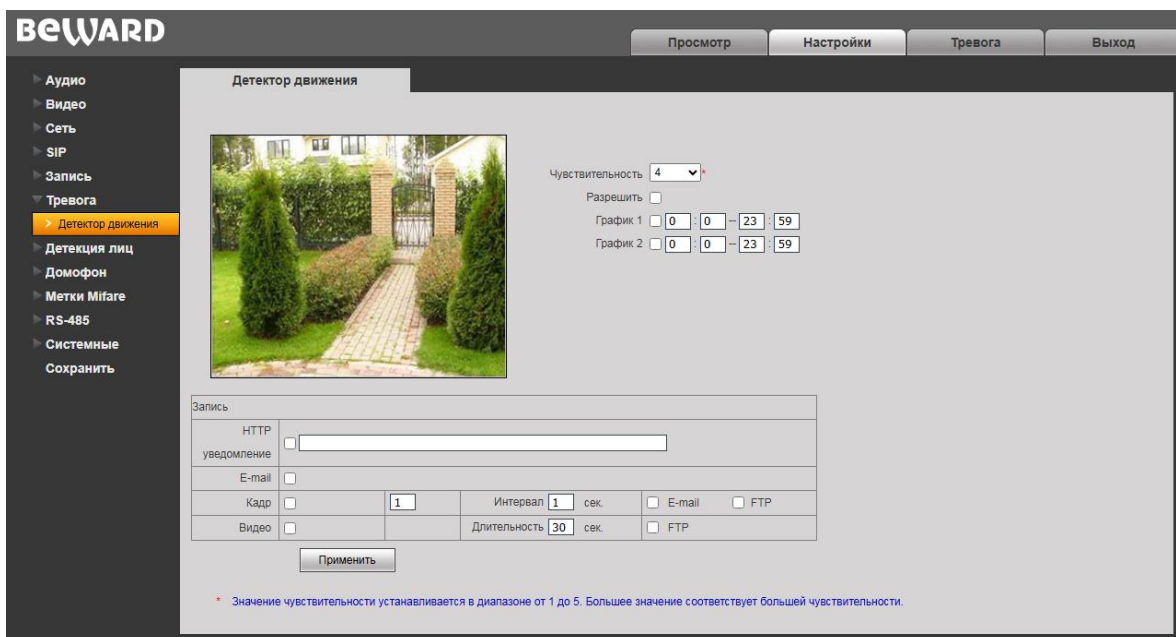 BEWARD
Просмотр Настройки Тревога Выход
Аудио
Видео
Сеть
SIP
Запись
Тревога
Детектор движения
Детекция лиц
Домофон
Метки Mifare
RS-485
Системные
Сохранить
Детектор движения
Чувствительность 4 *
Разрешить
График 1 0 : 0 -- 23 : 59
График 2 0 : 0 -- 23 : 59
Запись
HTTP
уведомление
E-mail
Кадр 1 Интервал 1 сек. E-mail FTP
Видео Длительность 30 сек. FTP
Применить
* Значение чувствительности устанавливается в диапазоне от 1 до 5. Большее значение соответствует большей чувствительности.